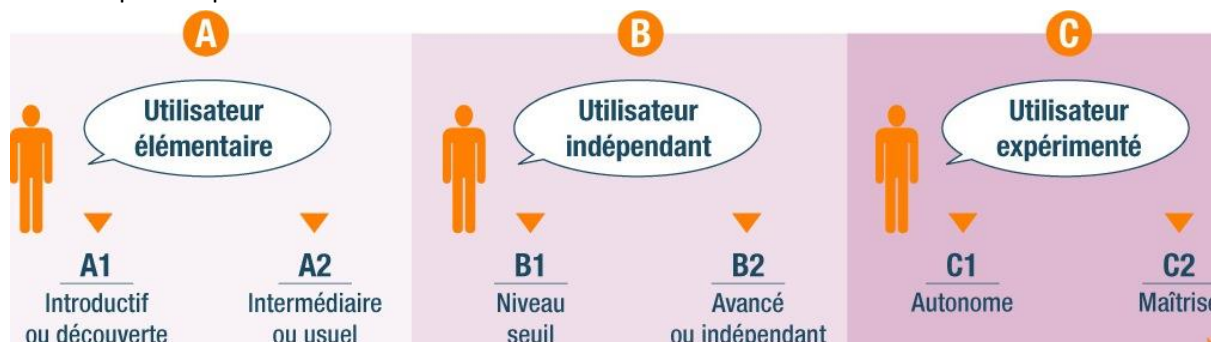 A
B
C
Utilisateur
élémentaire
Utilisateur
indépendant
Utilisateur
expérimenté
A1
Introductif
ou découverte
A2
Intermédiaire
ou usuel
B1
Niveau
seuil
B2
Avancé
ou indépendant
C1
Autonome
C2
Maîtrise